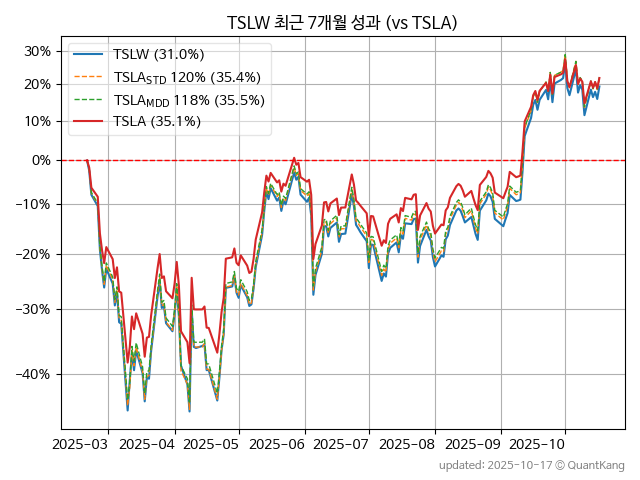 TSLW 최근 7개월 성과 (vs TSLA)
TSLW (31.0%)
TSLA_STD 120% (35.4%)
TSLA_MDD 118% (35.5%)
TSLA (35.1%)
30%
20%
10%
0%
−10%
−20%
−30%
−40%
2025-03 2025-04 2025-05 2025-06 2025-07 2025-08 2025-09 2025-10
updated: 2025-10-17 © QuantKang